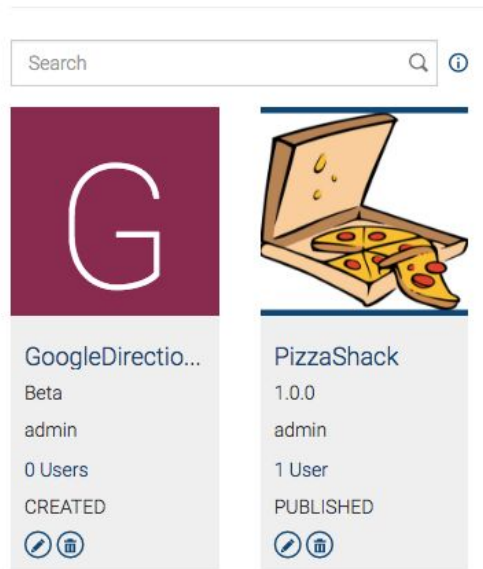 Search
G
GoogleDirectio...
Beta
admin
0 Users
CREATED
PizzaShack
1.0.0
admin
1 User
PUBLISHED